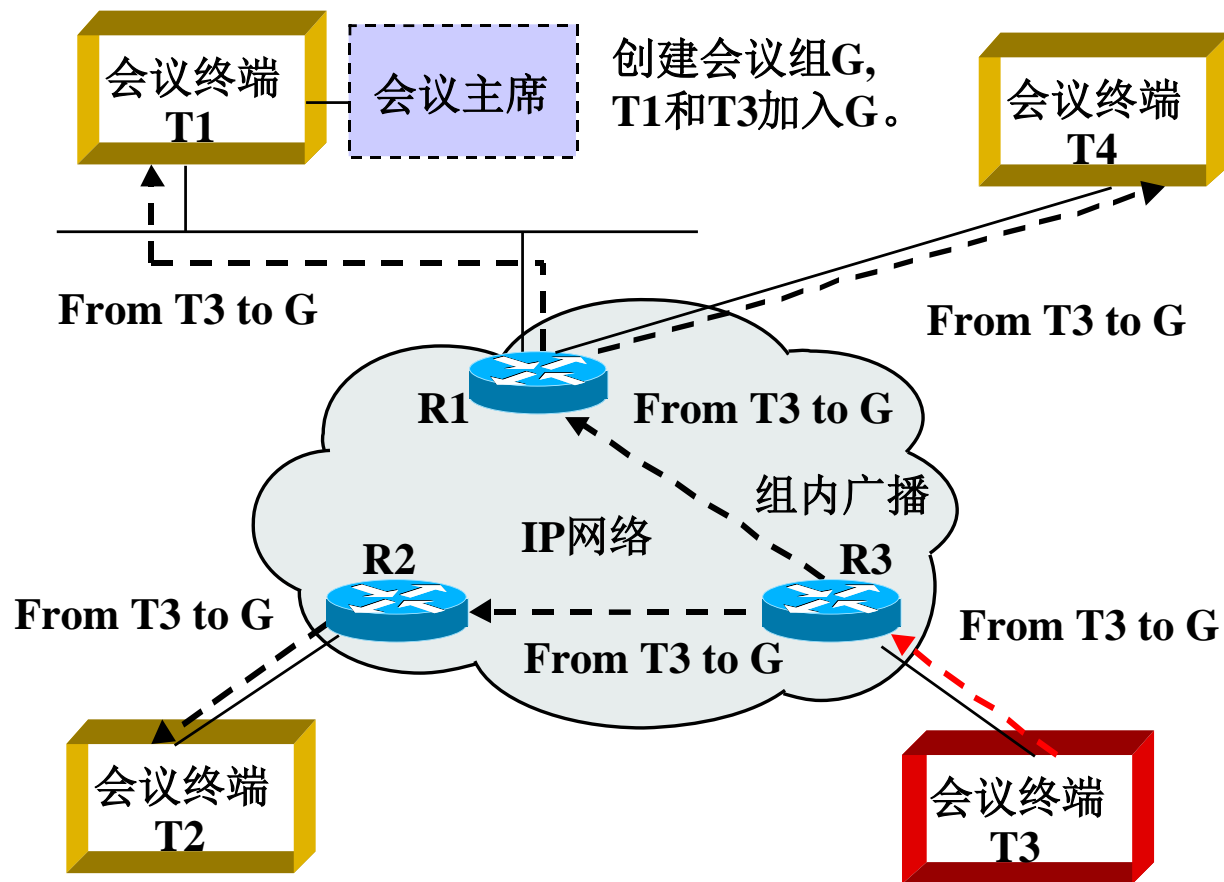 会议终端
T1
会议主席
创建会议组G,
T1和T3加入G。
会议终端
T4
From T3 to G
From T3 to G
R1
From T3 to G
组内广播
IP网络
R2
R3
From T3 to G
From T3 to G
From T3 to G
会议终端
T2
会议终端
T3